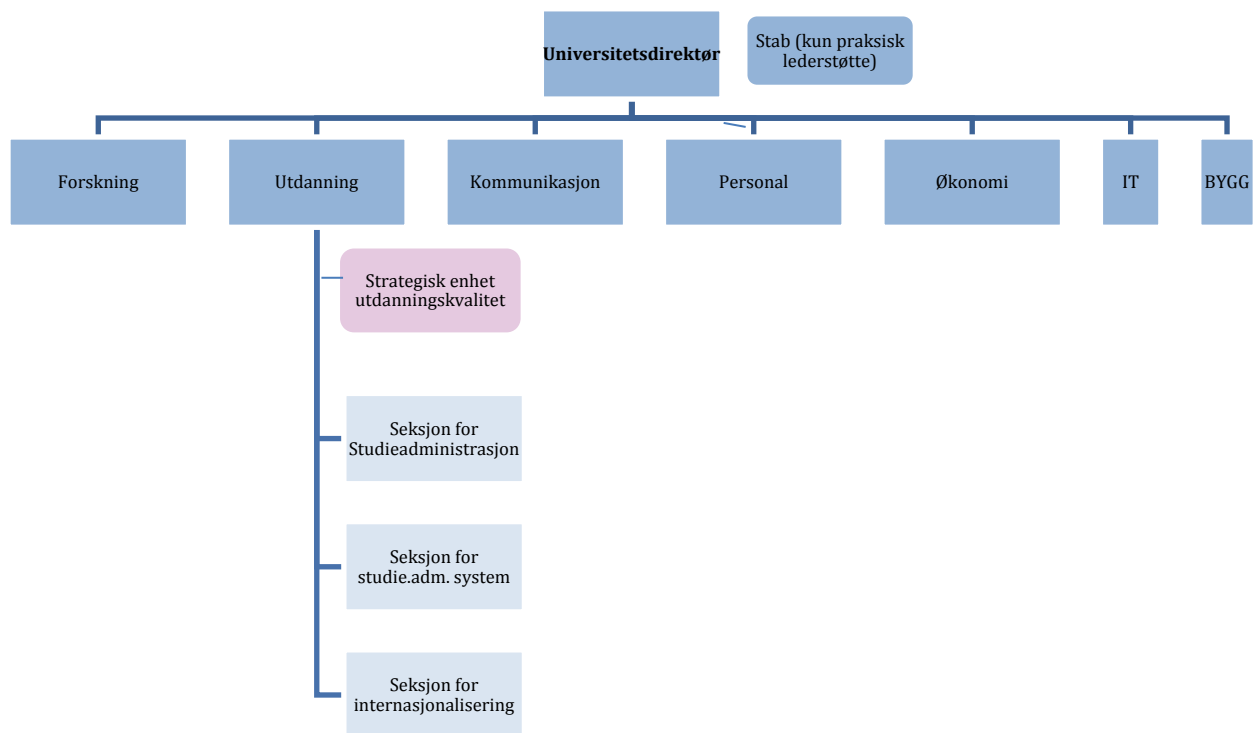 Universitetsdirektør
Stab (kun praksisk
lederstøtte)
Forskning
Utdanning
Kommunikasjon
Personal
Økonomi
IT
BYGG
Strategisk enhet
utdanningskvalitet
Seksjon for
Studieadministrasjon
Seksjon for
studie.adm. system
Seksjon for
internasjonalisering